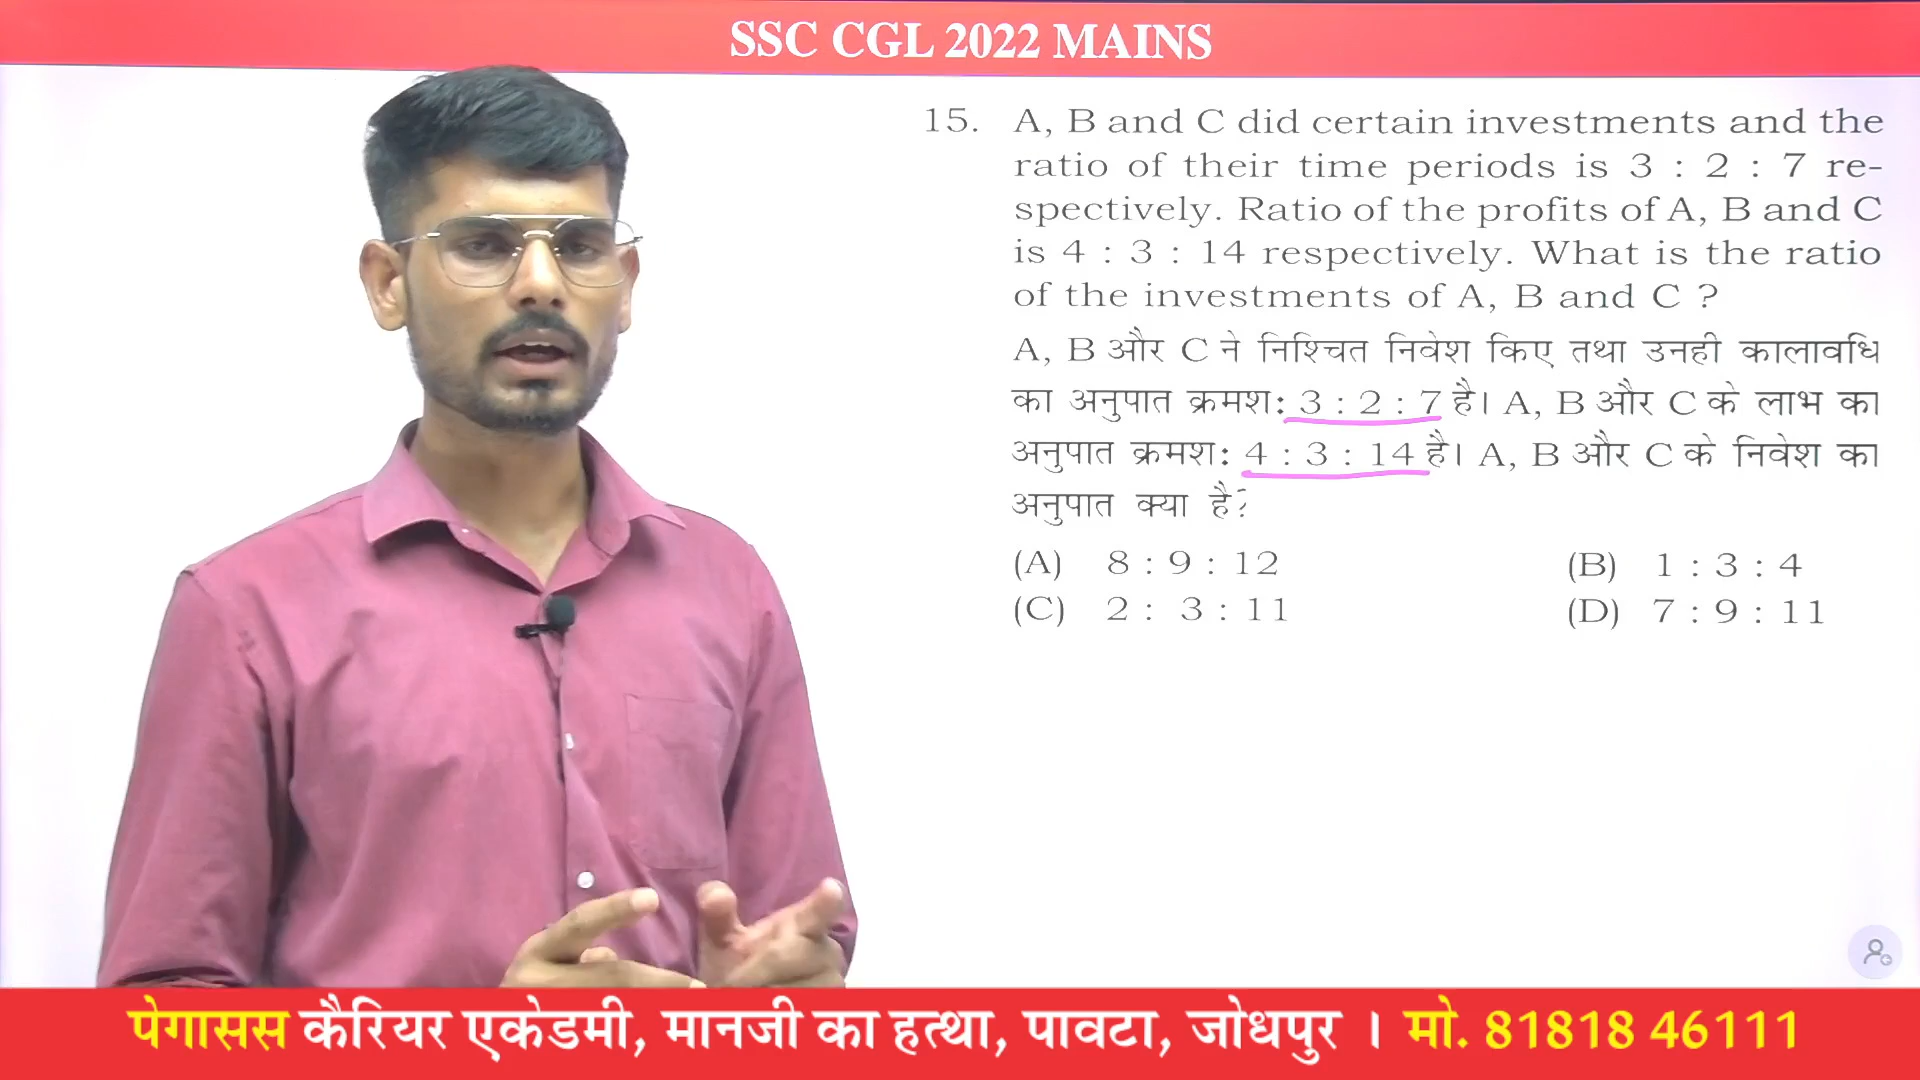 SSC CGL 2022 MAINS
15. A, B and C did certain investments and the
ratio of their time periods is 3 : 2 : 7 re-
spectively. Ratio of the profits of A, B and C
is 4 : 3 : 14 respectively. What is the ratio
of the investments of A, B and C ?
A, B और C ने निश्चित निवेश किए तथा उनही कालावधि
का अनुपात क्रमश: 3 : 2 : 7 है। A, B और C के लाभ का
अनुपात क्रमश: 4 : 3 : 14 है। A, B और C के निवेश का
अनुपात क्या है?
(A) 8 : 9 : 12 (B) 1 : 3 : 4
(C) 2 : 3 : 11 (D) 7 : 9 : 11
पेगासस कैरियर एकेडमी, मानजी का हत्था, पावटा, जोधपुर । मो. 81818 46111